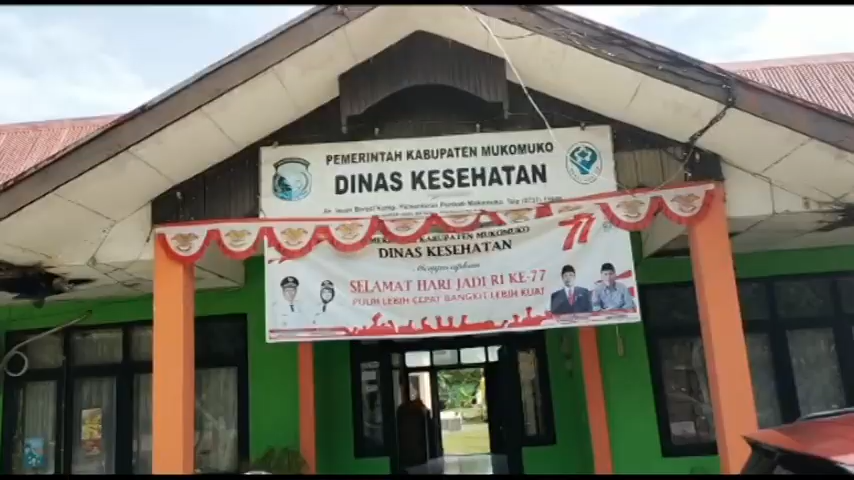 PEMERINTAH KABUPATEN MUKOMUKO
DINAS KESEHATAN
KABUPATEN MUKOMUKO
77
DINAS KESEHATAN
SELAMAT HARI JADI RI KE-77
PULIH LEBIH CEPAT BANGKIT LEBIH KUAT